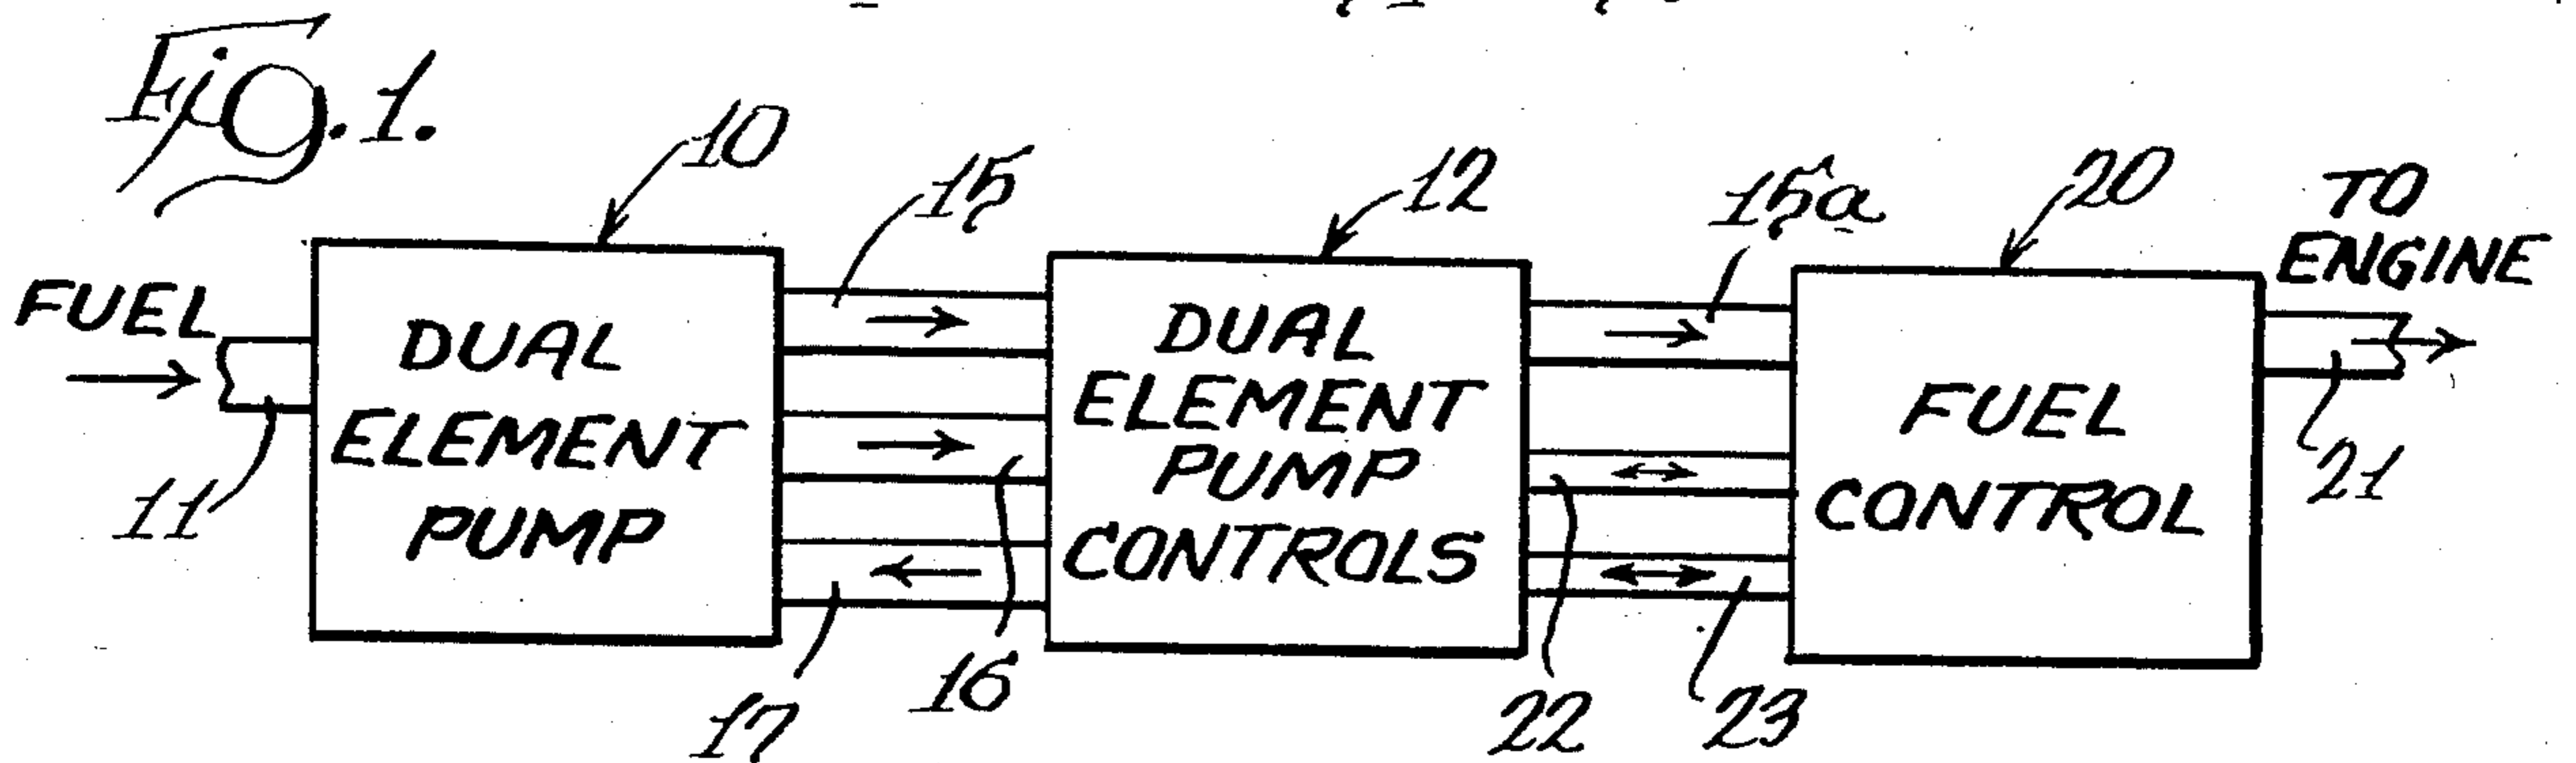 Fig. 1.
10
15
12
15a
20
TO
ENGINE
FUEL
DUAL
ELEMENT
PUMP
DUAL
ELEMENT
PUMP
CONTROLS
FUEL
CONTROL
11
17
16
22
23
21